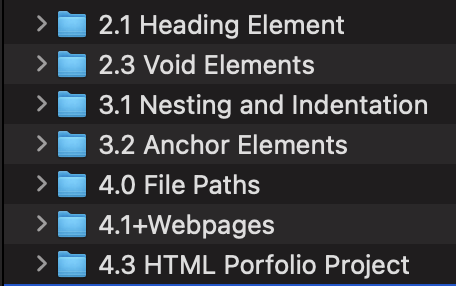 2.1 Heading Element
2.3 Void Elements
3.1 Nesting and Indentation
3.2 Anchor Elements
4.0 File Paths
4.1+Webpages
4.3 HTML Porfolio Project